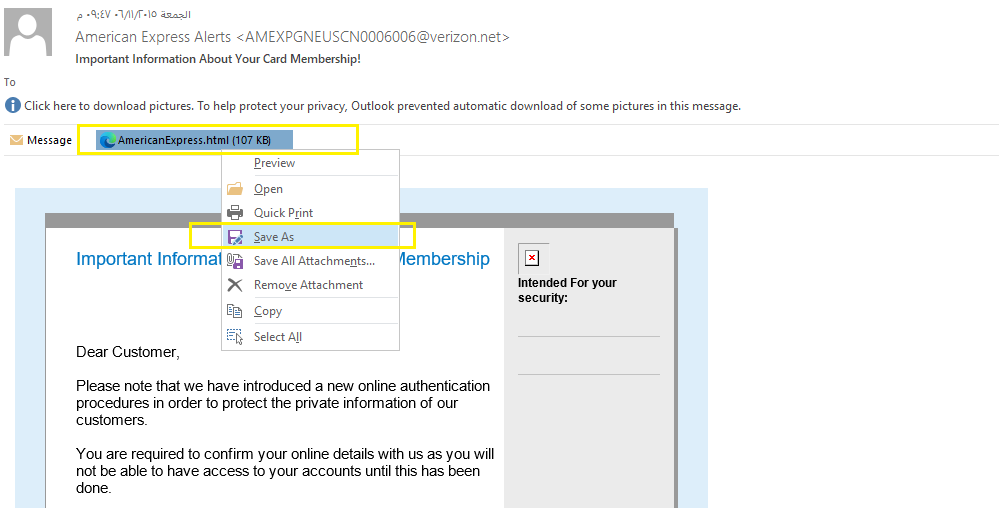 الجمعة ٠٦/١١/٢٠١٥ ٠٩:٤٧ م
American Express Alerts <AMEXPGNEUSCN0006006@verizon.net>
Important Information About Your Card Membership!
To
Click here to download pictures. To help protect your privacy, Outlook prevented automatic download of some pictures in this message.
Message
AmericanExpress.html (107 KB)
Preview
Open
Quick Print
Save As
Save All Attachments...
Remove Attachment
Copy
Select All
Important Informat Membership
Intended For your
security:
Dear Customer,
Please note that we have introduced a new online authentication
procedures in order to protect the private information of our
customers.
You are required to confirm your online details with us as you will
not be able to have access to your accounts until this has been
done.